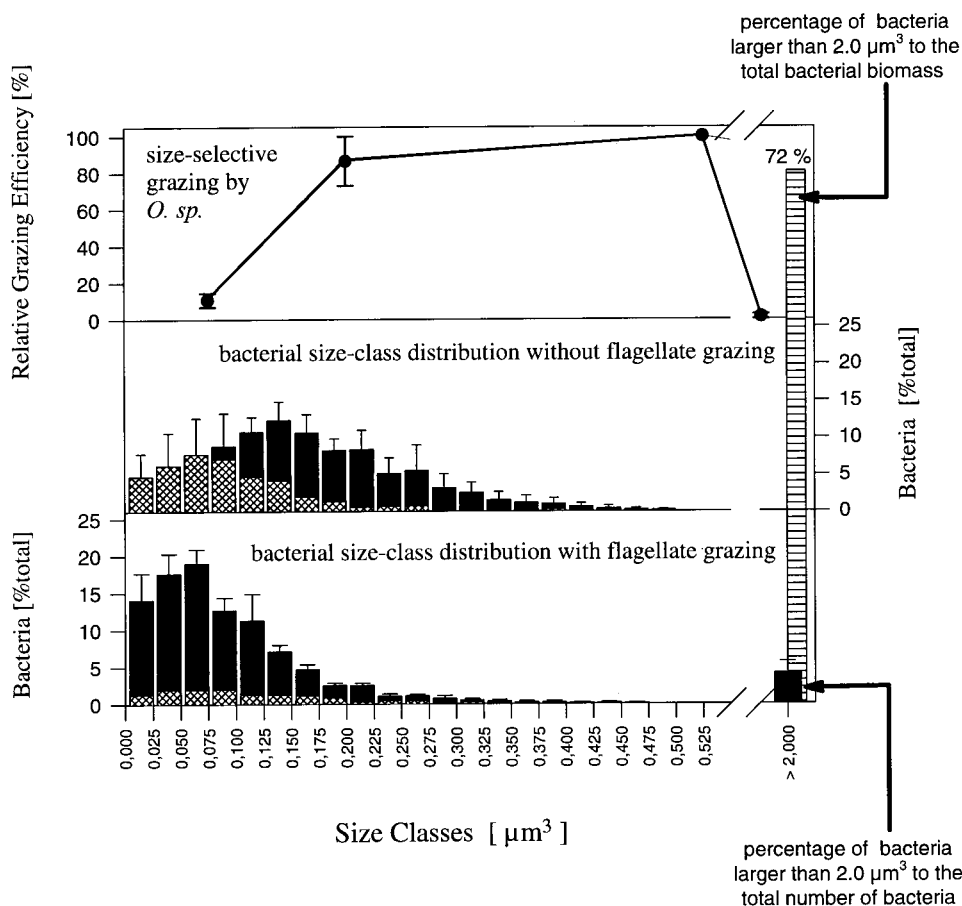 percentage of bacteria
larger than 2.0 µm³ to the
total bacterial biomass
Relative Grazing Efficiency [%]
100
80
60
40
20
0
size-selective
grazing by
O. sp.
72 %
bacterial size-class distribution without flagellate grazing
25
20
15
10
5
0
Bacteria [%total]
bacterial size-class distribution with flagellate grazing
Bacteria [%total]
25
20
15
10
5
0
0,000
0,025
0,050
0,075
0,100
0,125
0,150
0,175
0,200
0,225
0,250
0,275
0,300
0,325
0,350
0,375
0,400
0,425
0,450
0,475
0,500
0,525
> 2,000
Size Classes [ µm³ ]
percentage of bacteria
larger than 2.0 µm³ to the
total number of bacteria